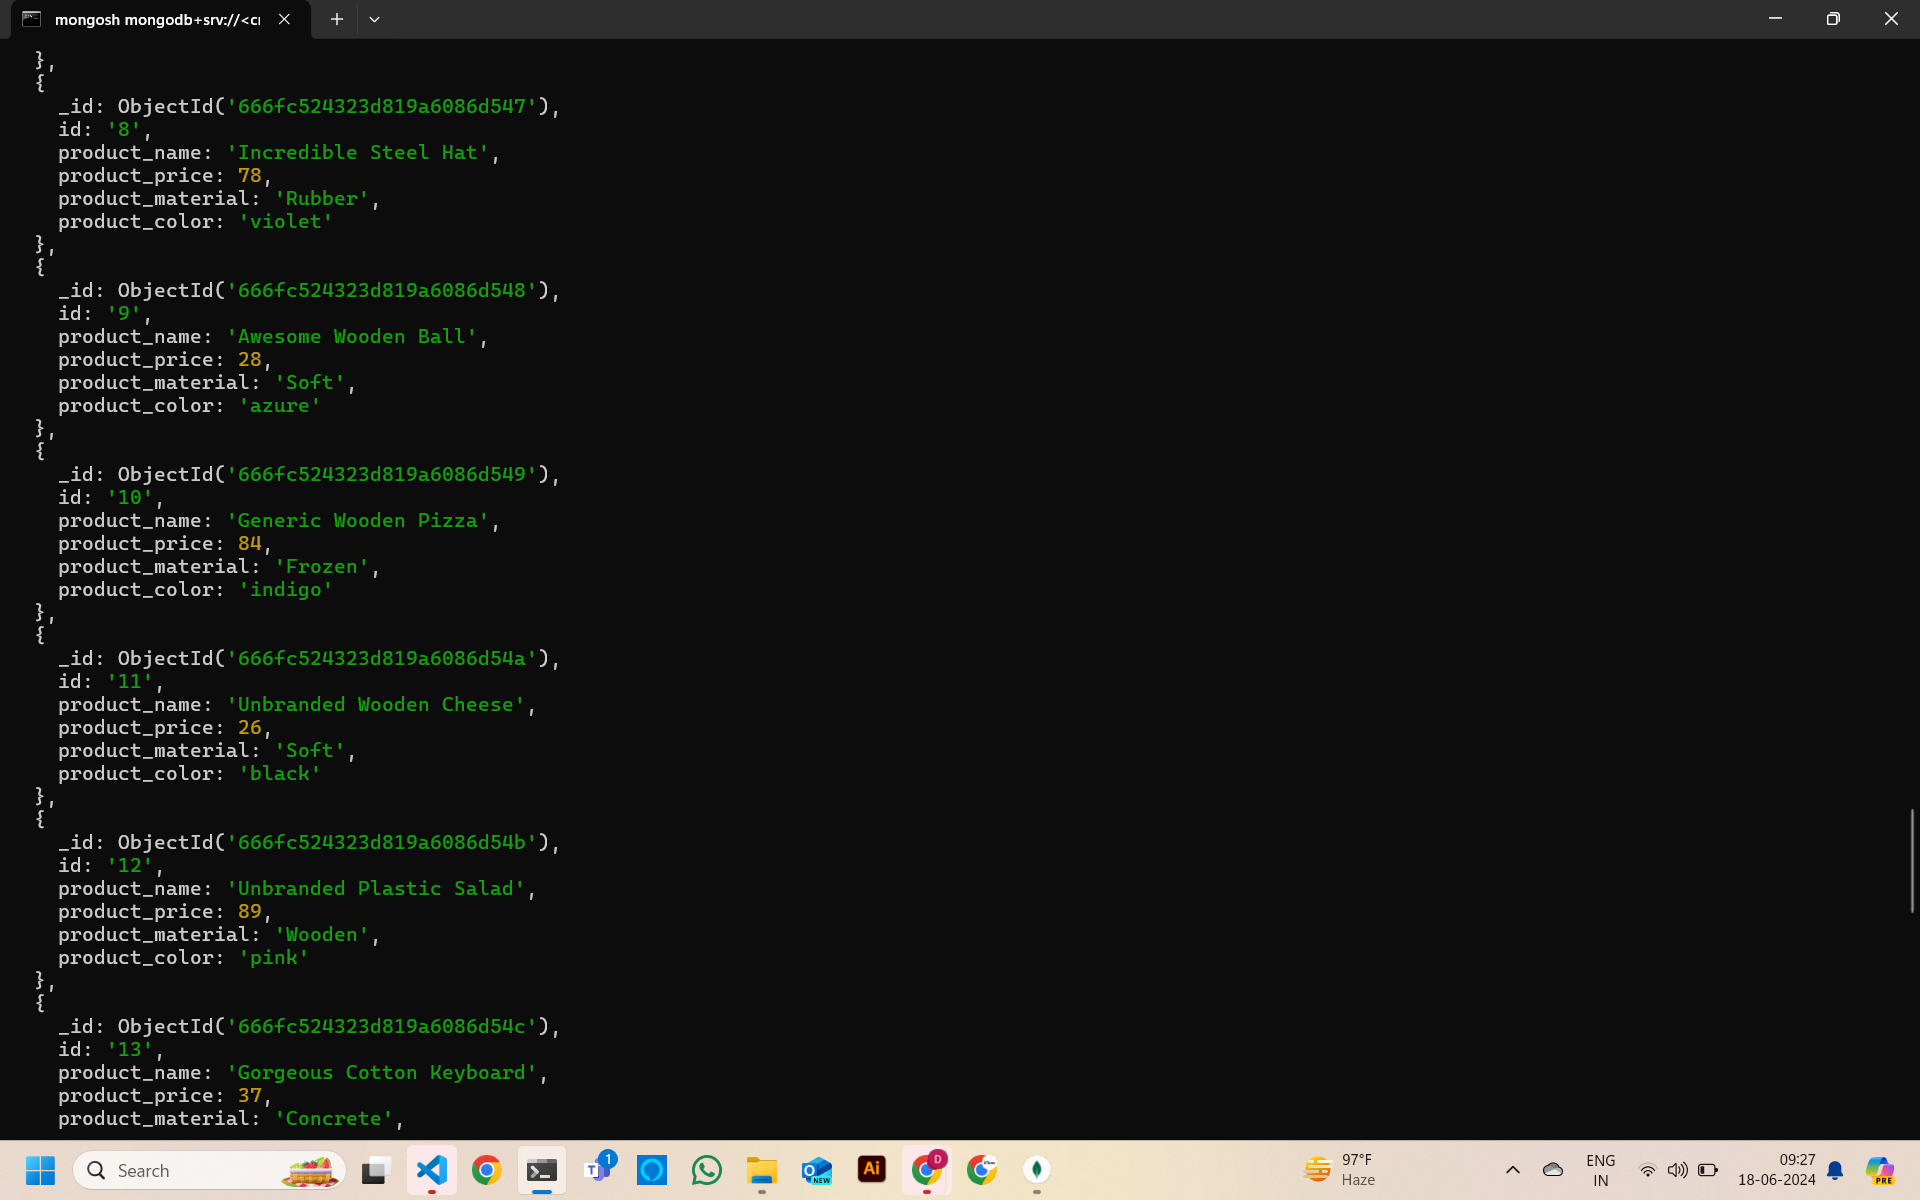 mongosh mongodb+srv://<cr
},
{
_id: ObjectId('666fc524323d819a6086d547'),
id: '8',
product_name: 'Incredible Steel Hat',
product_price: 78,
product_material: 'Rubber',
product_color: 'violet'
},
{
_id: ObjectId('666fc524323d819a6086d548'),
id: '9',
product_name: 'Awesome Wooden Ball',
product_price: 28,
product_material: 'Soft',
product_color: 'azure'
},
{
_id: ObjectId('666fc524323d819a6086d549'),
id: '10',
product_name: 'Generic Wooden Pizza',
product_price: 84,
product_material: 'Frozen',
product_color: 'indigo'
},
{
_id: ObjectId('666fc524323d819a6086d54a'),
id: '11',
product_name: 'Unbranded Wooden Cheese',
product_price: 26,
product_material: 'Soft',
product_color: 'black'
},
{
_id: ObjectId('666fc524323d819a6086d54b'),
id: '12',
product_name: 'Unbranded Plastic Salad',
product_price: 89,
product_material: 'Wooden',
product_color: 'pink'
},
{
_id: ObjectId('666fc524323d819a6086d54c'),
id: '13',
product_name: 'Gorgeous Cotton Keyboard',
product_price: 37,
product_material: 'Concrete',
Search
T
1
O
NEW
Ai
D
97°F
Haze
ENG
IN
09:27
18-06-2024
PRE